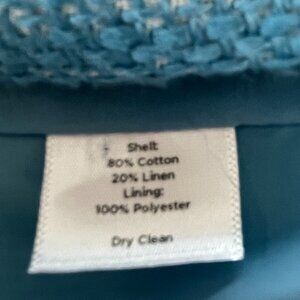 Shell:
80% Cotton
20% Linen
Lining:
100% Polyester
Dry Clean